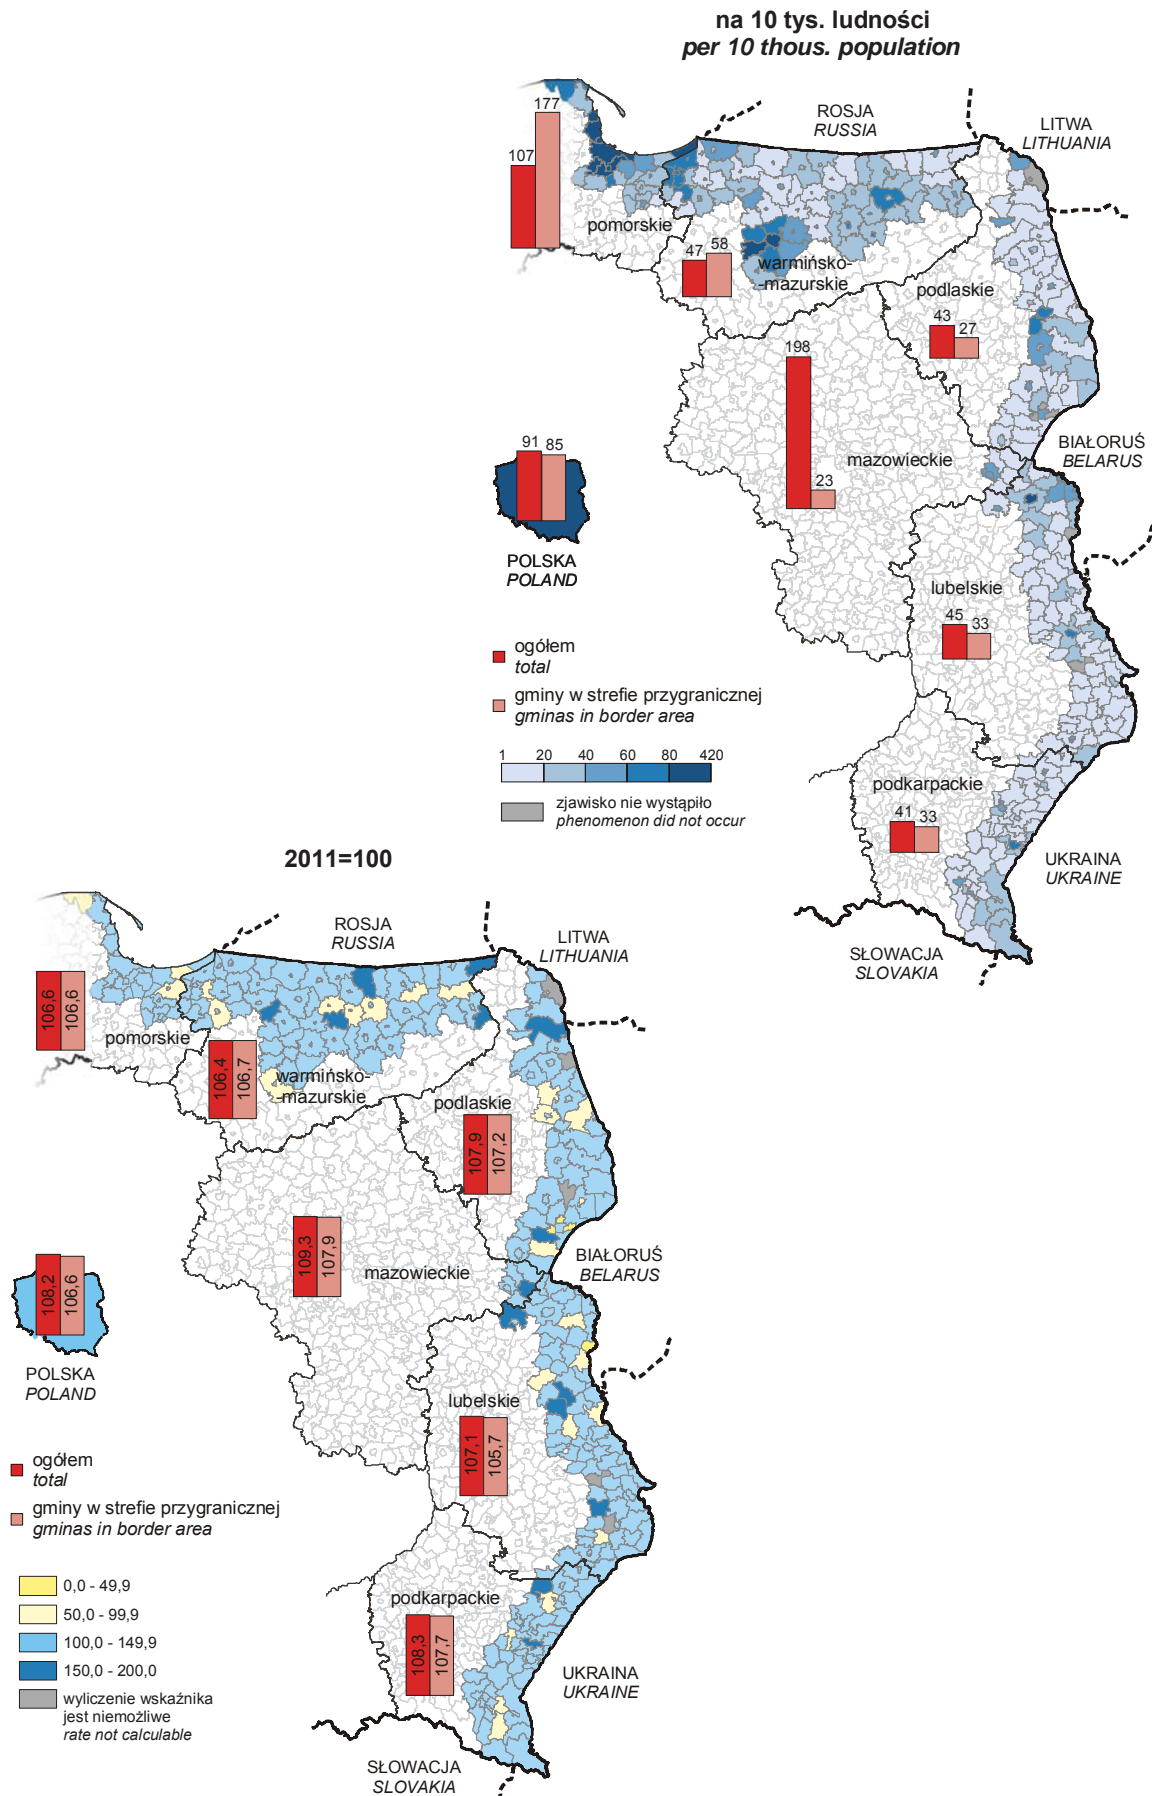 na 10 tys. ludności
per 10 thous. population
177
107
ROSJA
RUSSIA
LITWA
LITHUANIA
pomorskie
47
58
warmińsko-
-mazurskie
podlaskie
43
27
198
mazowieckie
23
BIAŁORUŚ
BELARUS
91
85
POLSKA
POLAND
lubelskie
45
33
ogółem
total
gminy w strefie przygranicznej
gminas in border area
1 20 40 60 80 420
zjawisko nie wystąpiło
phenomenon did not occur
podkarpackie
41
33
UKRAINA
UKRAINE
SŁOWACJA
SLOVAKIA
2011=100
ROSJA
RUSSIA
LITWA
LITHUANIA
106,6
106,6
pomorskie
106,4
106,7
warmińsko-
-mazurskie
podlaskie
107,9
107,2
109,3
107,9
mazowieckie
BIAŁORUŚ
BELARUS
108,2
106,6
POLSKA
POLAND
lubelskie
107,1
105,7
ogółem
total
gminy w strefie przygranicznej
gminas in border area
0,0 - 49,9
50,0 - 99,9
100,0 - 149,9
150,0 - 200,0
wyliczenie wskaźnika
jest niemożliwe
rate not calculable
podkarpackie
108,3
107,7
UKRAINA
UKRAINE
SŁOWACJA
SLOVAKIA